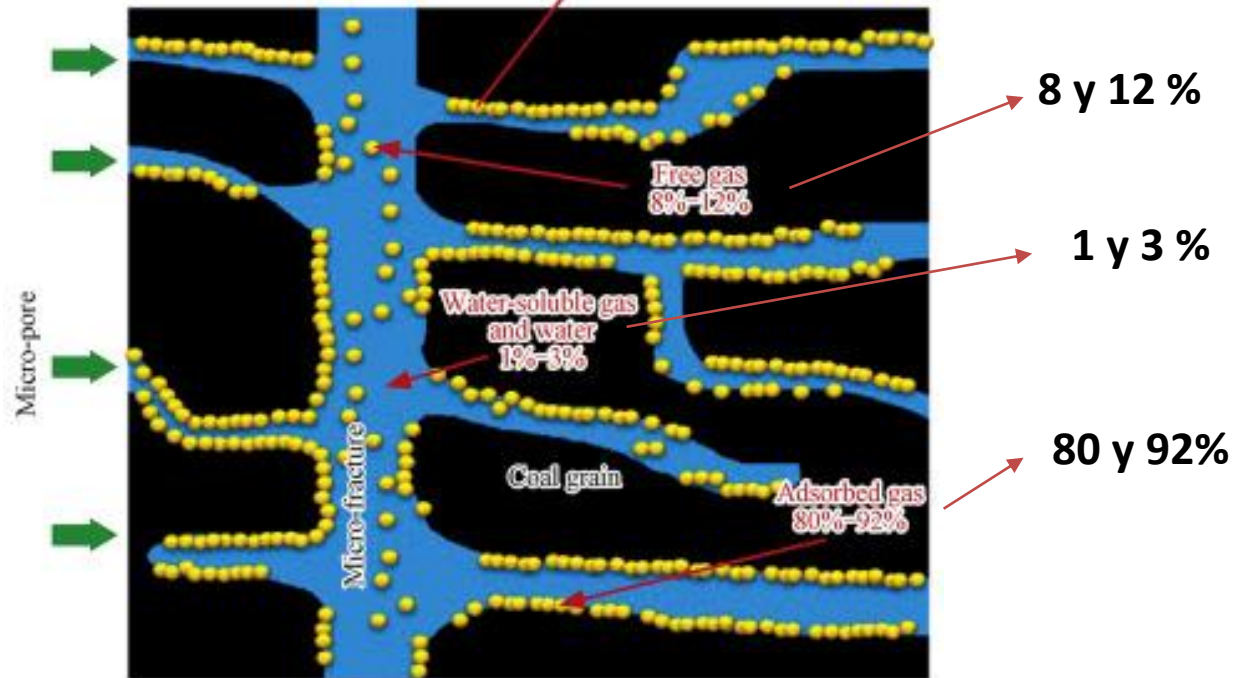 8 y 12 %
Free gas
8%-12%
1 y 3 %
Micro-pore
Water-soluble gas
and water
1%-3%
Micro-fracture
Coal grain
80 y 92%
Adsorbed gas
80%-92%